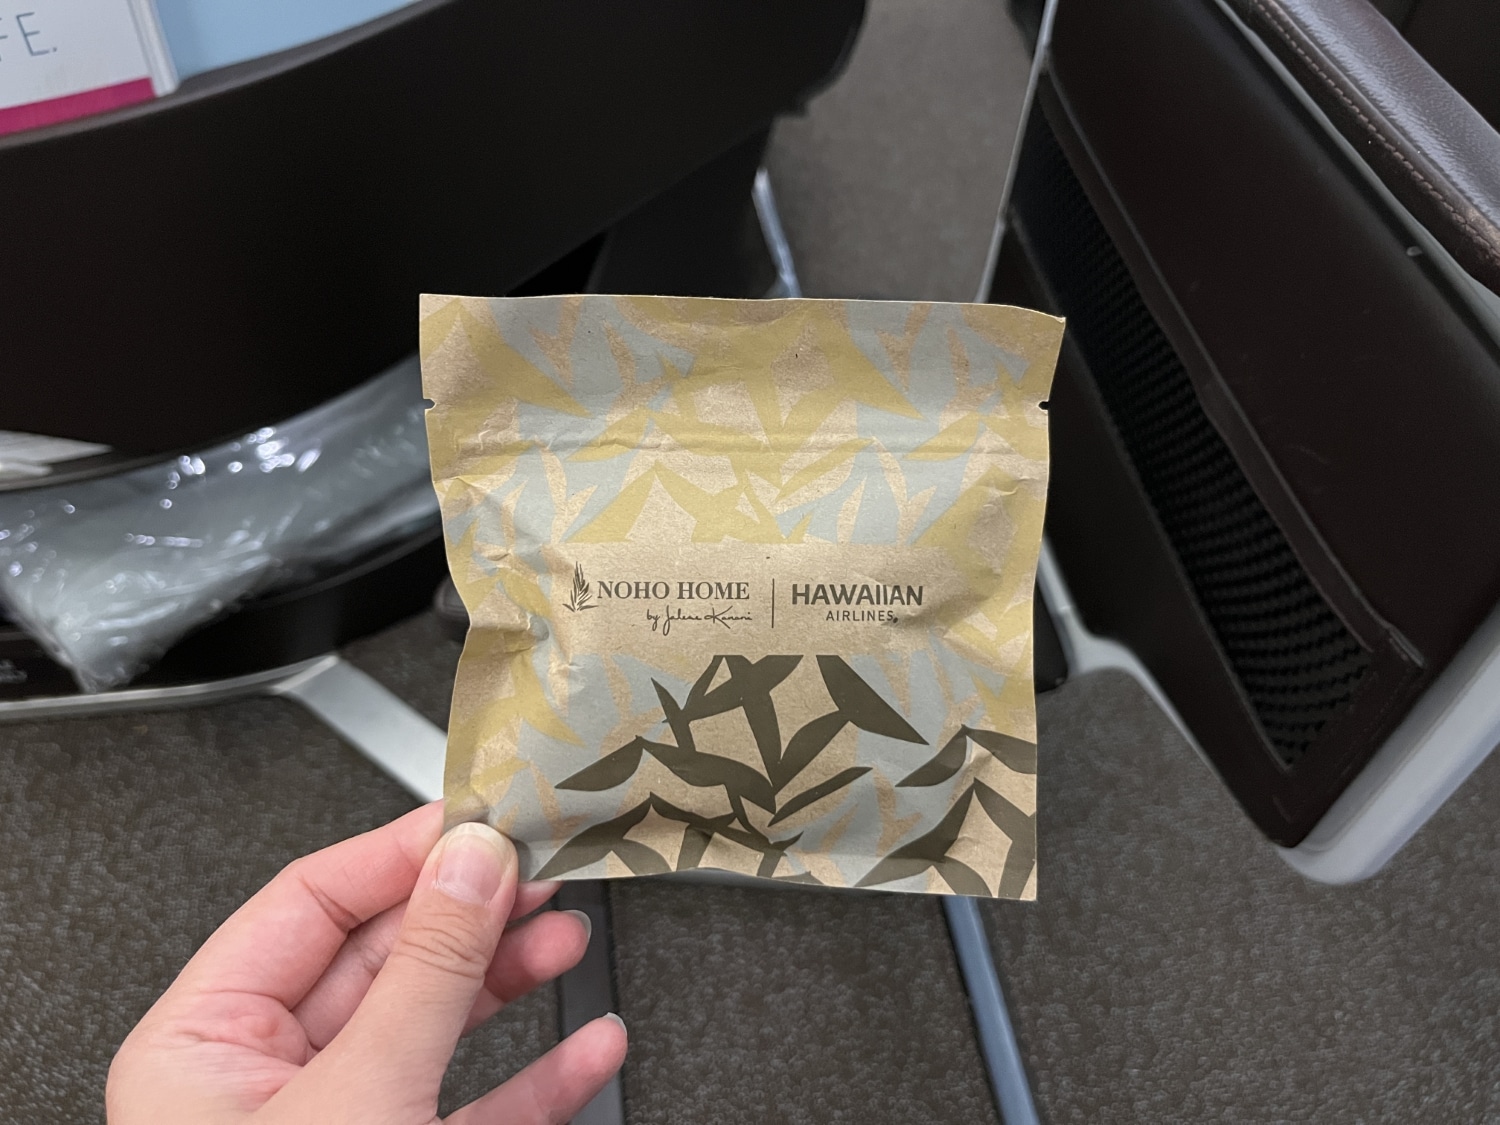 FE.
NOHO HOME
by Jalene Kanani
HAWAIIAN
AIRLINES